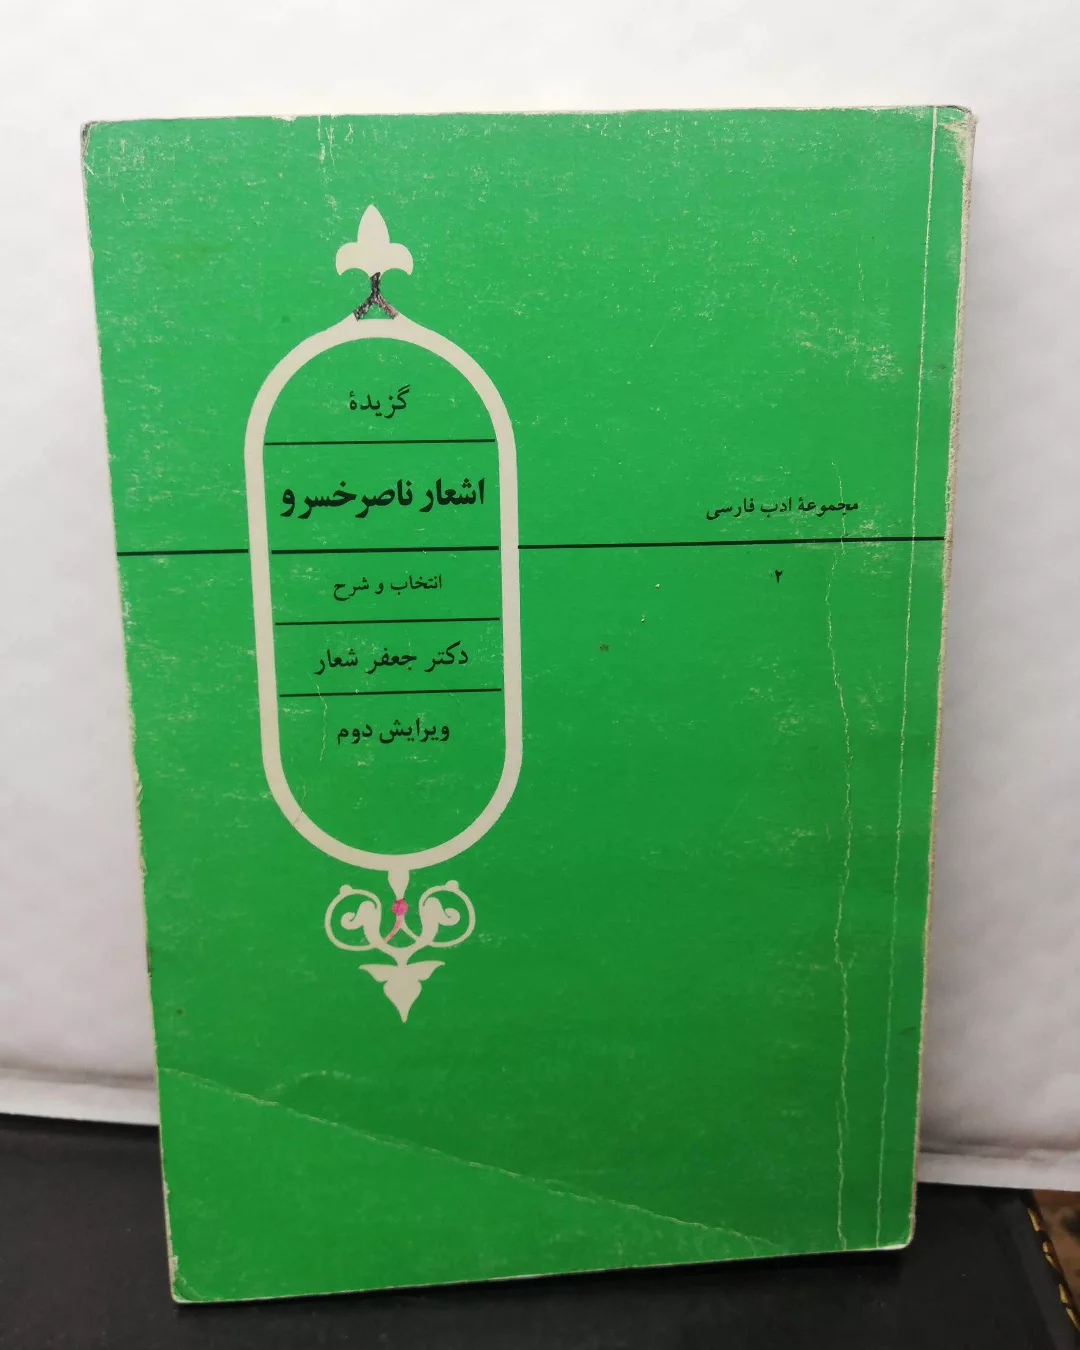 گزیدهٔ
اشعار ناصرخسرو
انتخاب و شرح
دکتر جعفر شعار
ویرایش دوم
مجموعهٔ ادب فارسی
۲